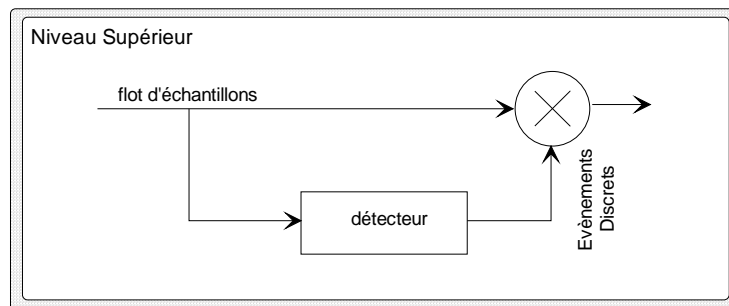 Niveau Supérieur
flot d'échantillons
détecteur
Evènements
Discrets